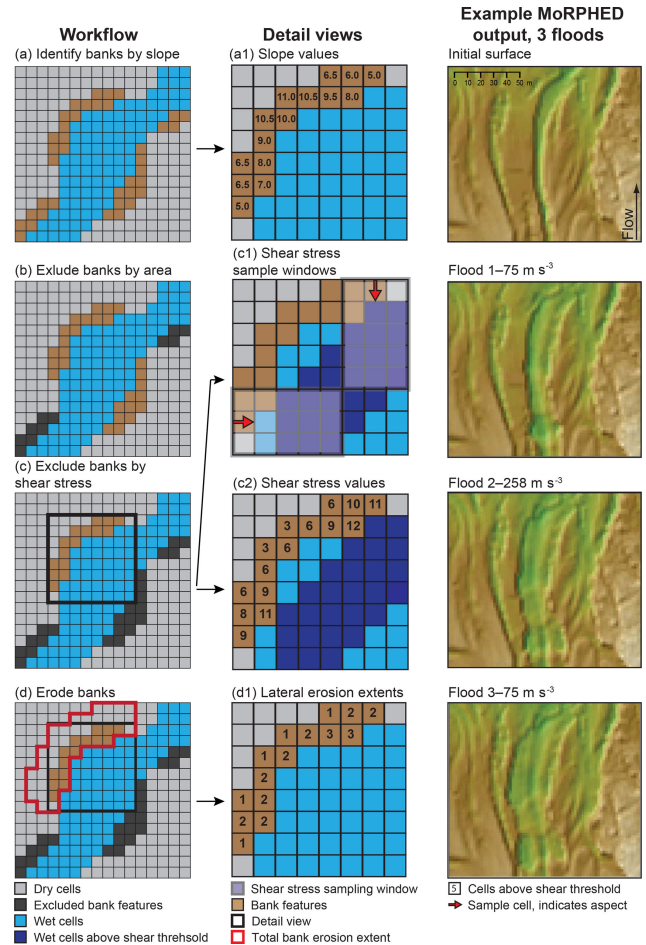 Workflow
Detail views
Example MoRPHED
output, 3 floods
(a) Identify banks by slope
(a1) Slope values
Initial surface
6.5 6.0 5.0
11.0 10.5 9.5 8.0
10.5 10.0
9.0
6.5 8.0
6.5 7.0
5.0
0 10 20 30 40 50 m
Flow
(b) Exlude banks by area
(c1) Shear stress
sample windows
Flood 1–75 m s-3
(c) Exclude banks by
shear stress
(c2) Shear stress values
Flood 2–258 m s-3
6 10 11
3 6 9 12
3 6
6
6 9
8 11
9
(d) Erode banks
(d1) Lateral erosion extents
Flood 3–75 m s-3
1 2 2
1 2 3 3
1 2
2
1 2
2 2
1
Dry cells
Excluded bank features
Wet cells
Wet cells above shear threhsold
Shear stress sampling window
Bank features
Detail view
Total bank erosion extent
5 Cells above shear threshold
Sample cell, indicates aspect